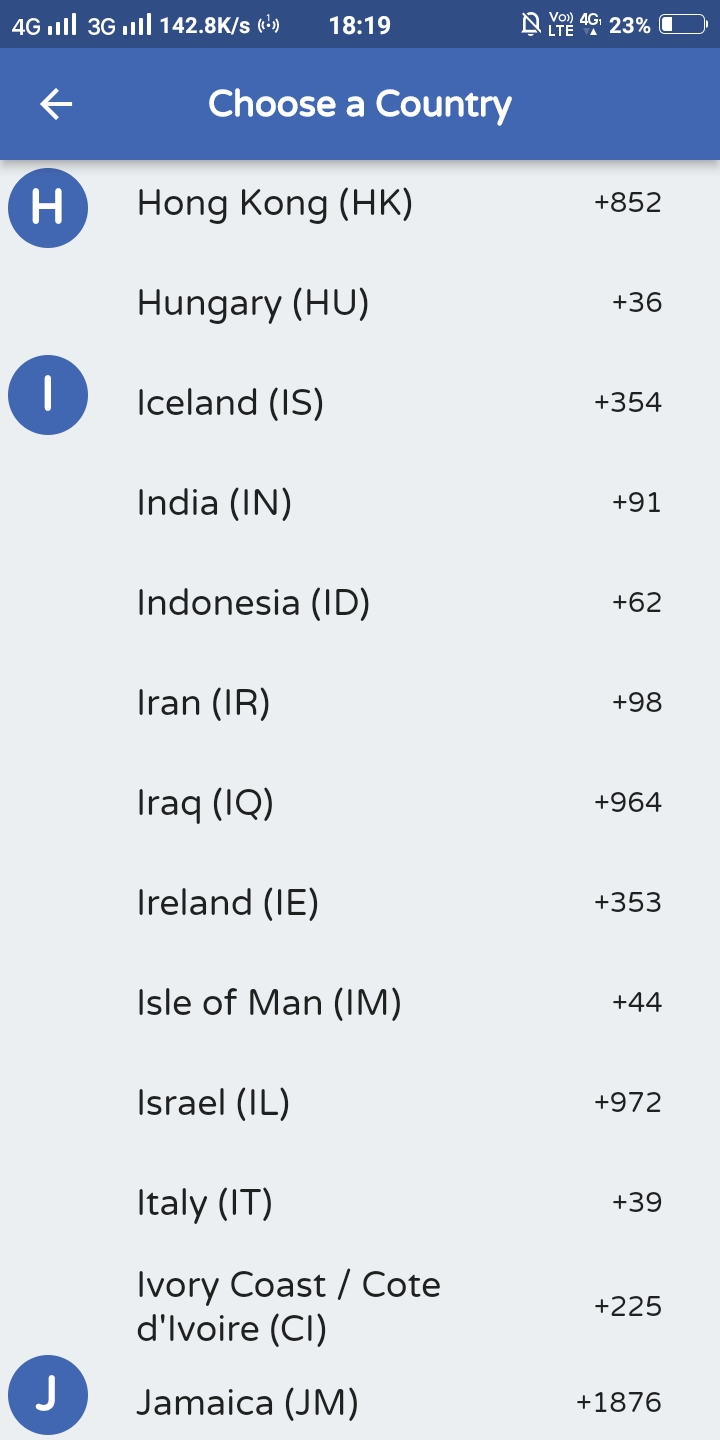 4G 3G 142.8K/s 18:19 Vo)) LTE 4G 23%
Choose a Country
H
Hong Kong (HK) +852
Hungary (HU) +36
I
Iceland (IS) +354
India (IN) +91
Indonesia (ID) +62
Iran (IR) +98
Iraq (IQ) +964
Ireland (IE) +353
Isle of Man (IM) +44
Israel (IL) +972
Italy (IT) +39
Ivory Coast / Cote
d'Ivoire (CI) +225
J
Jamaica (JM) +1876